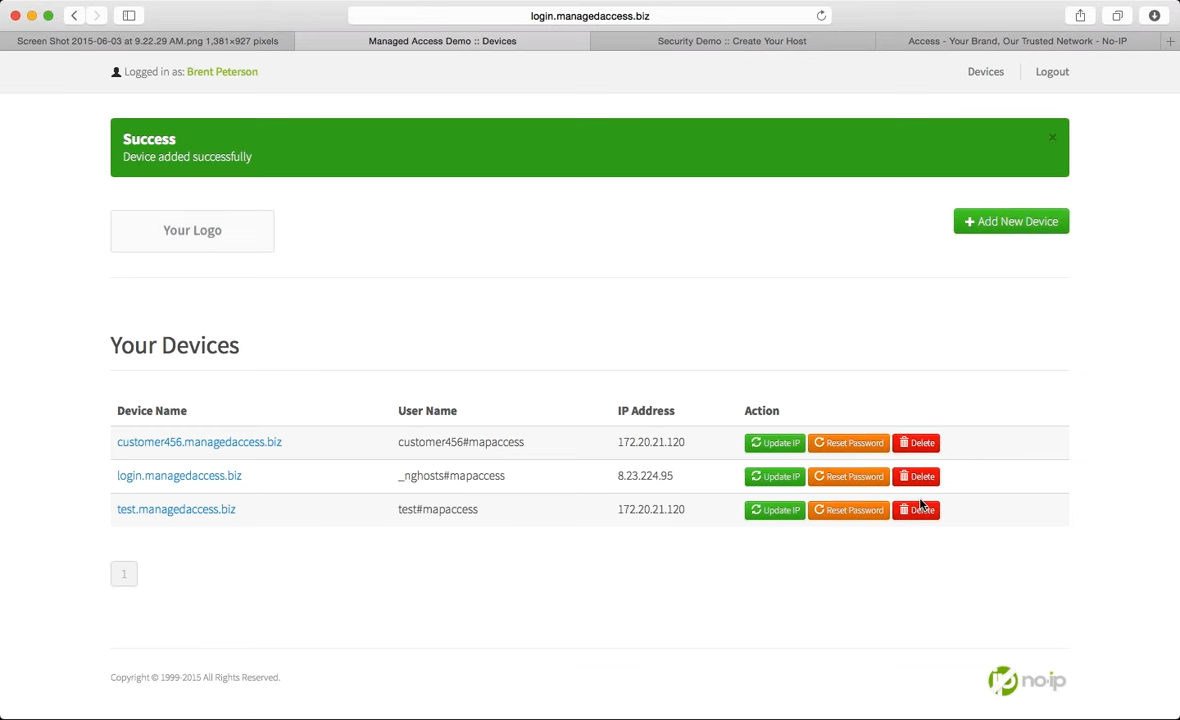 login.managedaccess.biz
Screen Shot 2015-06-03 at 9.22.29 AM.png 1,381×927 pixels
Managed Access Demo :: Devices
Security Demo :: Create Your Host
Access - Your Brand, Our Trusted Network - No-IP
Logged in as: Brent Peterson
Devices
Logout
Success
Device added successfully
Your Logo
Add New Device
Your Devices
Device Name User Name IP Address Action
customer456.managedaccess.biz customer456#mapaccess 172.20.21.120 Update IP Reset Password Delete
login.managedaccess.biz _nghosts#mapaccess 8.23.224.95 Update IP Reset Password Delete
test.managedaccess.biz test#mapaccess 172.20.21.120 Update IP Reset Password Delete
1
Copyright © 1999-2015 All Rights Reserved.
no-ip